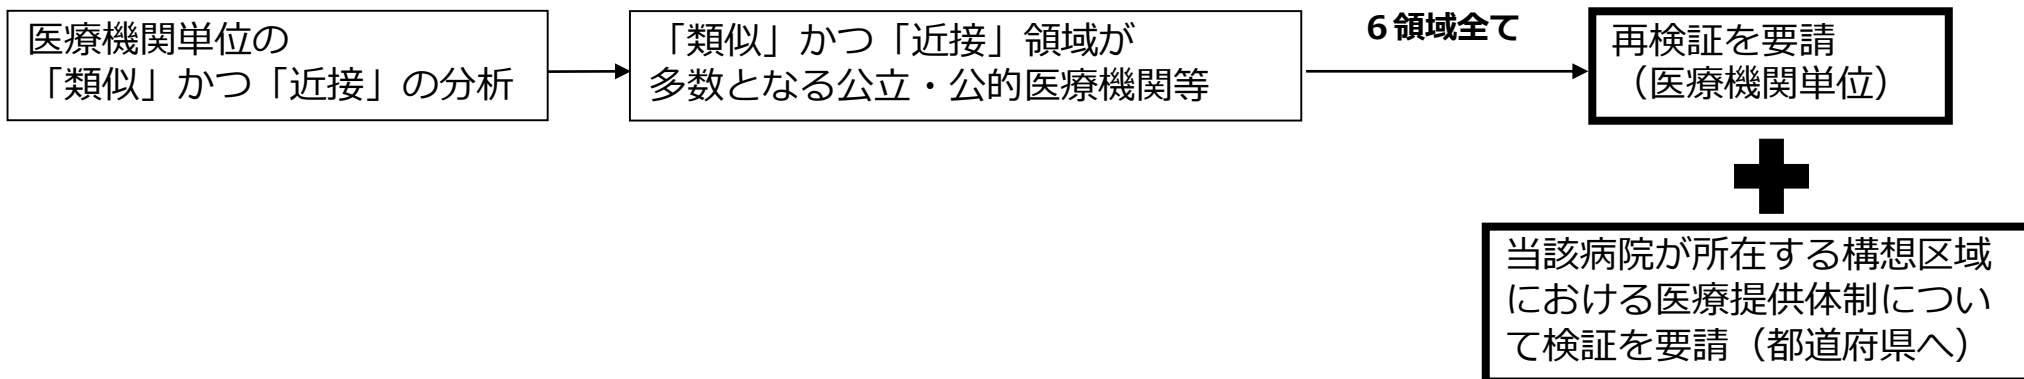 医療機関単位の
「類似」かつ「近接」の分析
「類似」かつ「近接」領域が
多数となる公立・公的医療機関等
６領域全て
再検証を要請
（医療機関単位）
当該病院が所在する構想区域
における医療提供体制につい
て検証を要請（都道府県へ）